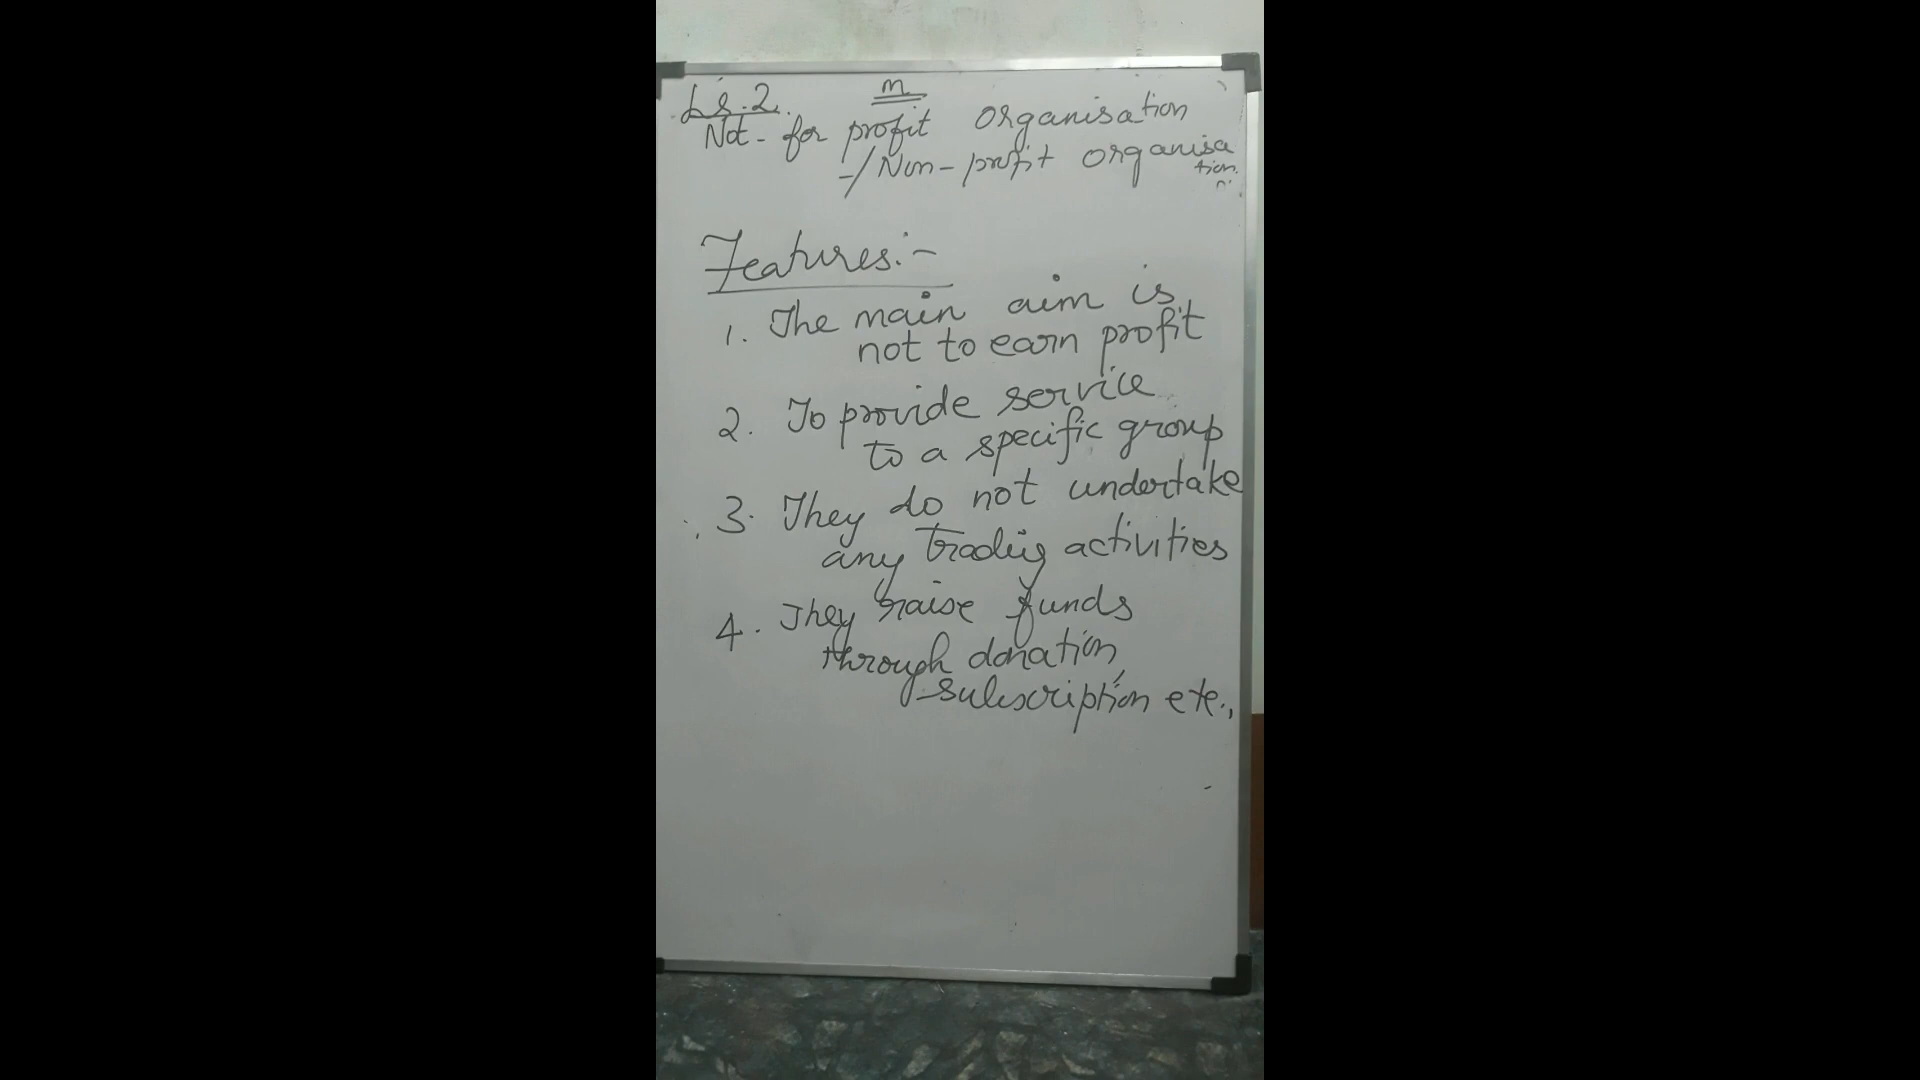 Ls.2.
Not-for profit organisation
-/Non-profit organisa
tion.
Features:-
1. The main aim is
not to earn profit
2. To provide service
to a specific group
3. They do not undertake
any trading activities
4. They raise funds
through donation,
subscription etc.,